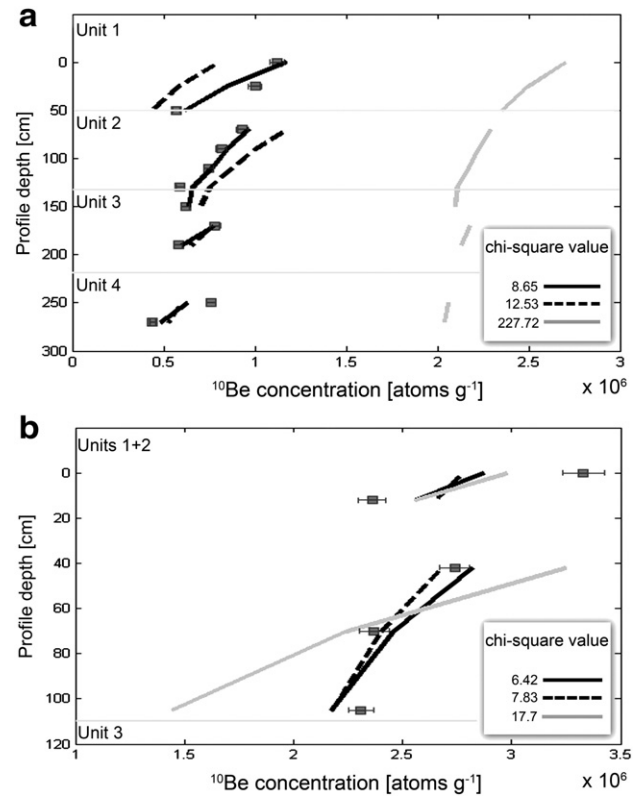 a
Unit 1
Unit 2
Unit 3
Unit 4
0
50
100
150
200
250
300
Profile depth [cm]
0
0.5
1
1.5
2
2.5
3
¹⁰Be concentration [atoms g⁻¹]
x 10⁶
chi-square value
8.65
12.53
227.72
b
Units 1+2
Unit 3
0
20
40
60
80
100
120
Profile depth [cm]
1
1.5
2
2.5
3
3.5
¹⁰Be concentration [atoms g⁻¹]
x 10⁶
chi-square value
6.42
7.83
17.7